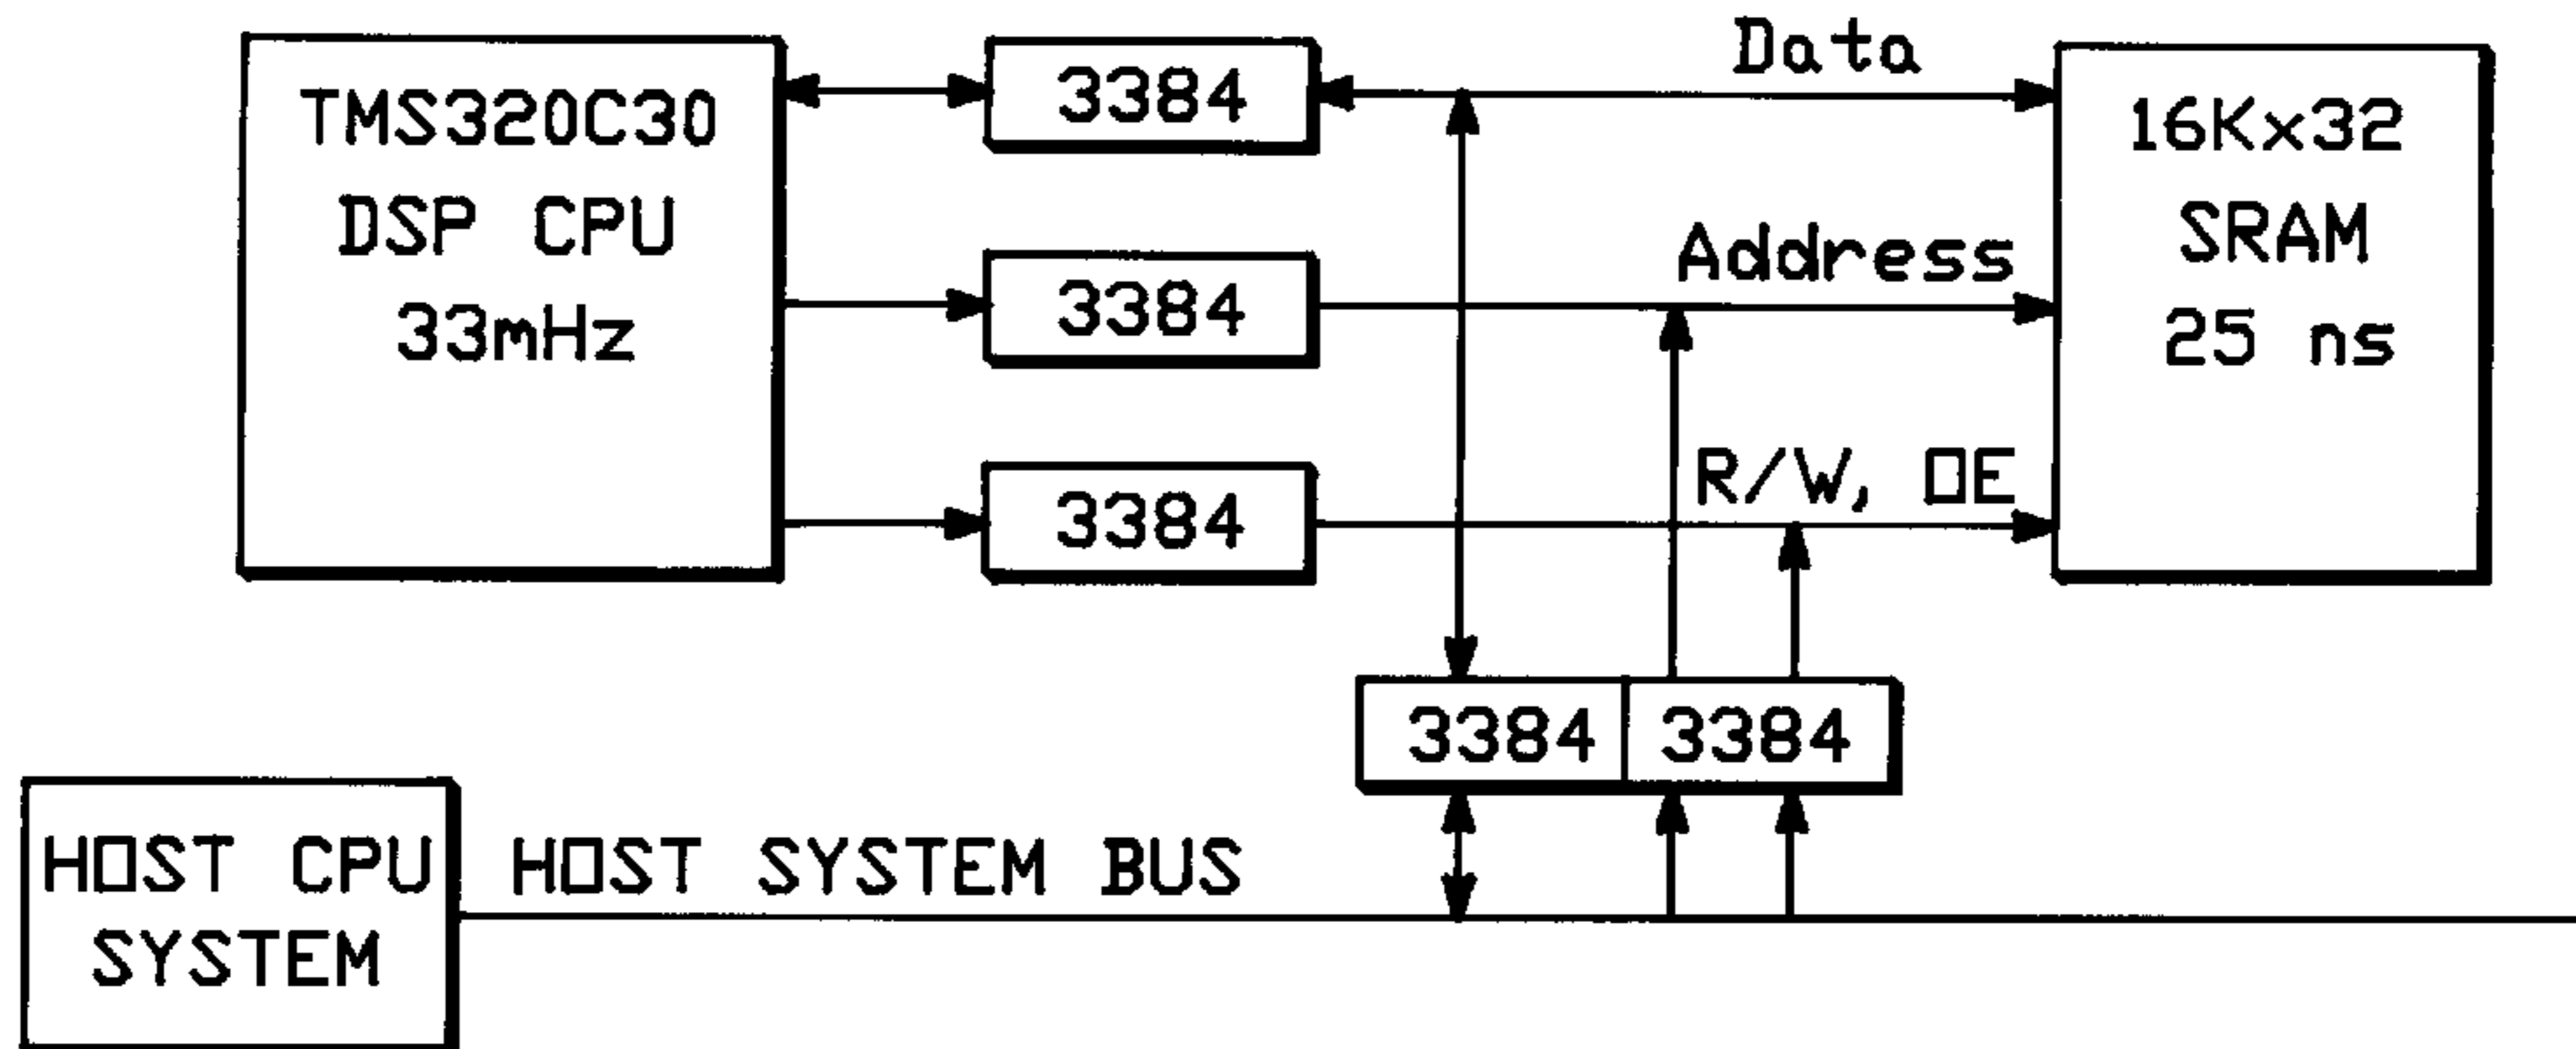 TMS320C30
DSP CPU
33mHz
3384
3384
3384
Data
Address
R/W, OE
16Kx32
SRAM
25 ns
3384
3384
HOST CPU
SYSTEM
HOST SYSTEM BUS